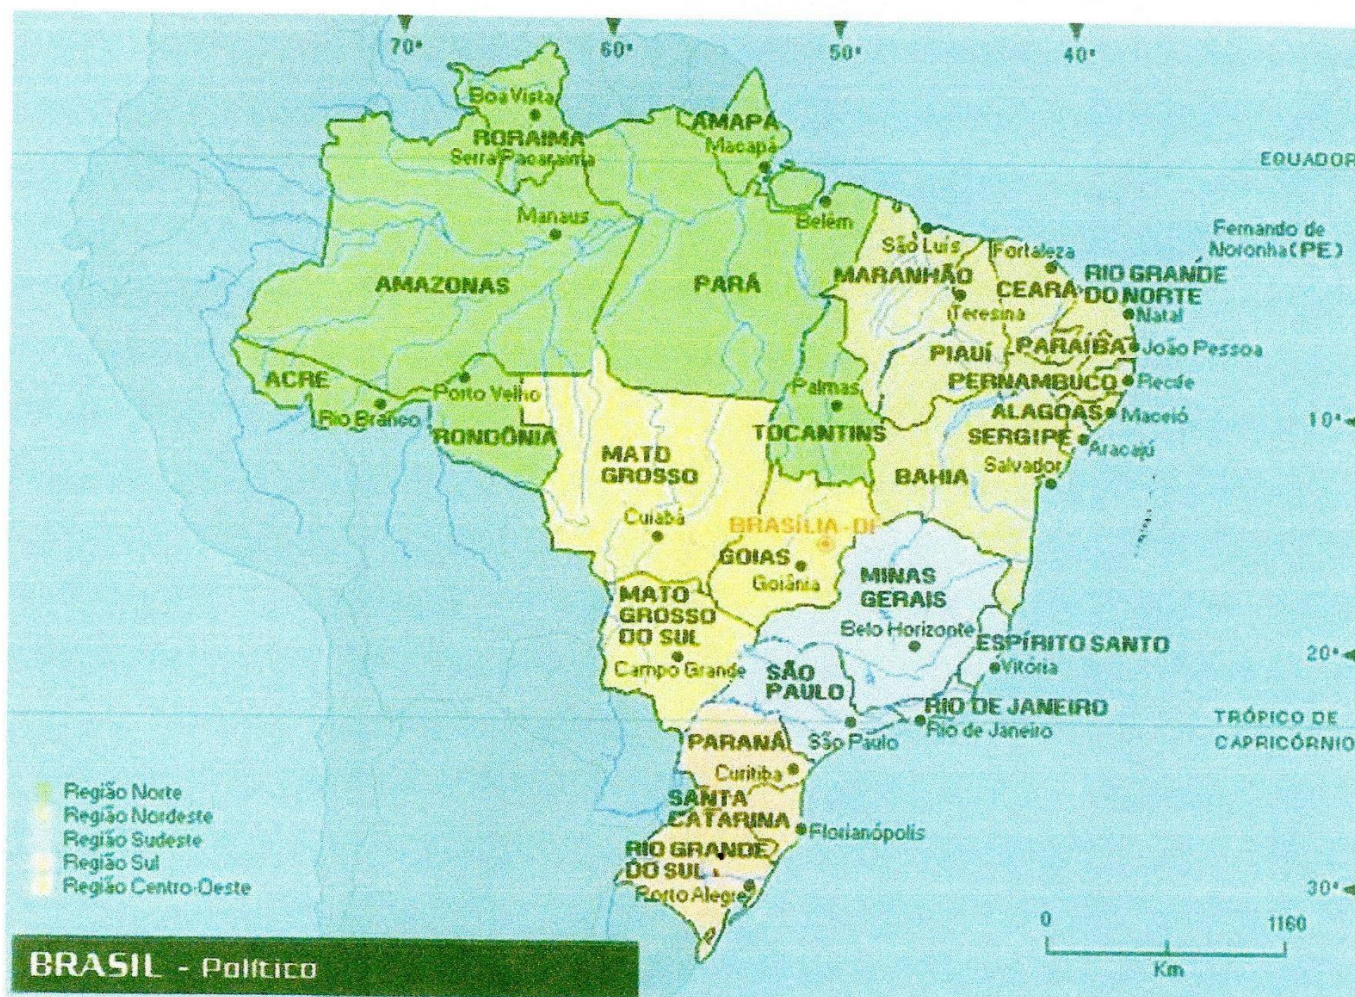 70°
60°
50°
40°
Boa Vista
RORAIMA
Serra Pacaraima
AMAPÁ
Macapá
EQUADOR
Manaus
Belém
São Luís
Fortaleza
Fernando de
Noronha (PE)
AMAZONAS
PARÁ
MARANHÃO
CEARÁ
RIO GRANDE
DO NORTE
Teresina
Natal
PIAUÍ
PARAÍBA
João Pessoa
ACRE
Porto Velho
Palmas
PERNAMBUCO
Recife
Rio Branco
ALAGOAS
Maceió
10°
RONDÔNIA
TOCANTINS
SERGIPE
Aracajú
MATO
GROSSO
BAHIA
Salvador
Cuiabá
BRASÍLIA-DF
GOIAS
Goiânia
MINAS
GERAIS
MATO
GROSSO
DO SUL
Belo Horizonte
ESPÍRITO SANTO
Vitória
20°
Campo Grande
SÃO
PAULO
RIO DE JANEIRO
Rio de Janeiro
TRÓPICO DE
CAPRICÓRNIO
PARANÁ
São Paulo
Curitiba
SANTA
CATARINA
Florianópolis
RIO GRANDE
DO SUL
Porto Alegre
30°
Região Norte
Região Nordeste
Região Sudeste
Região Sul
Região Centro-Oeste
0
1160
Km
BRASIL - Político